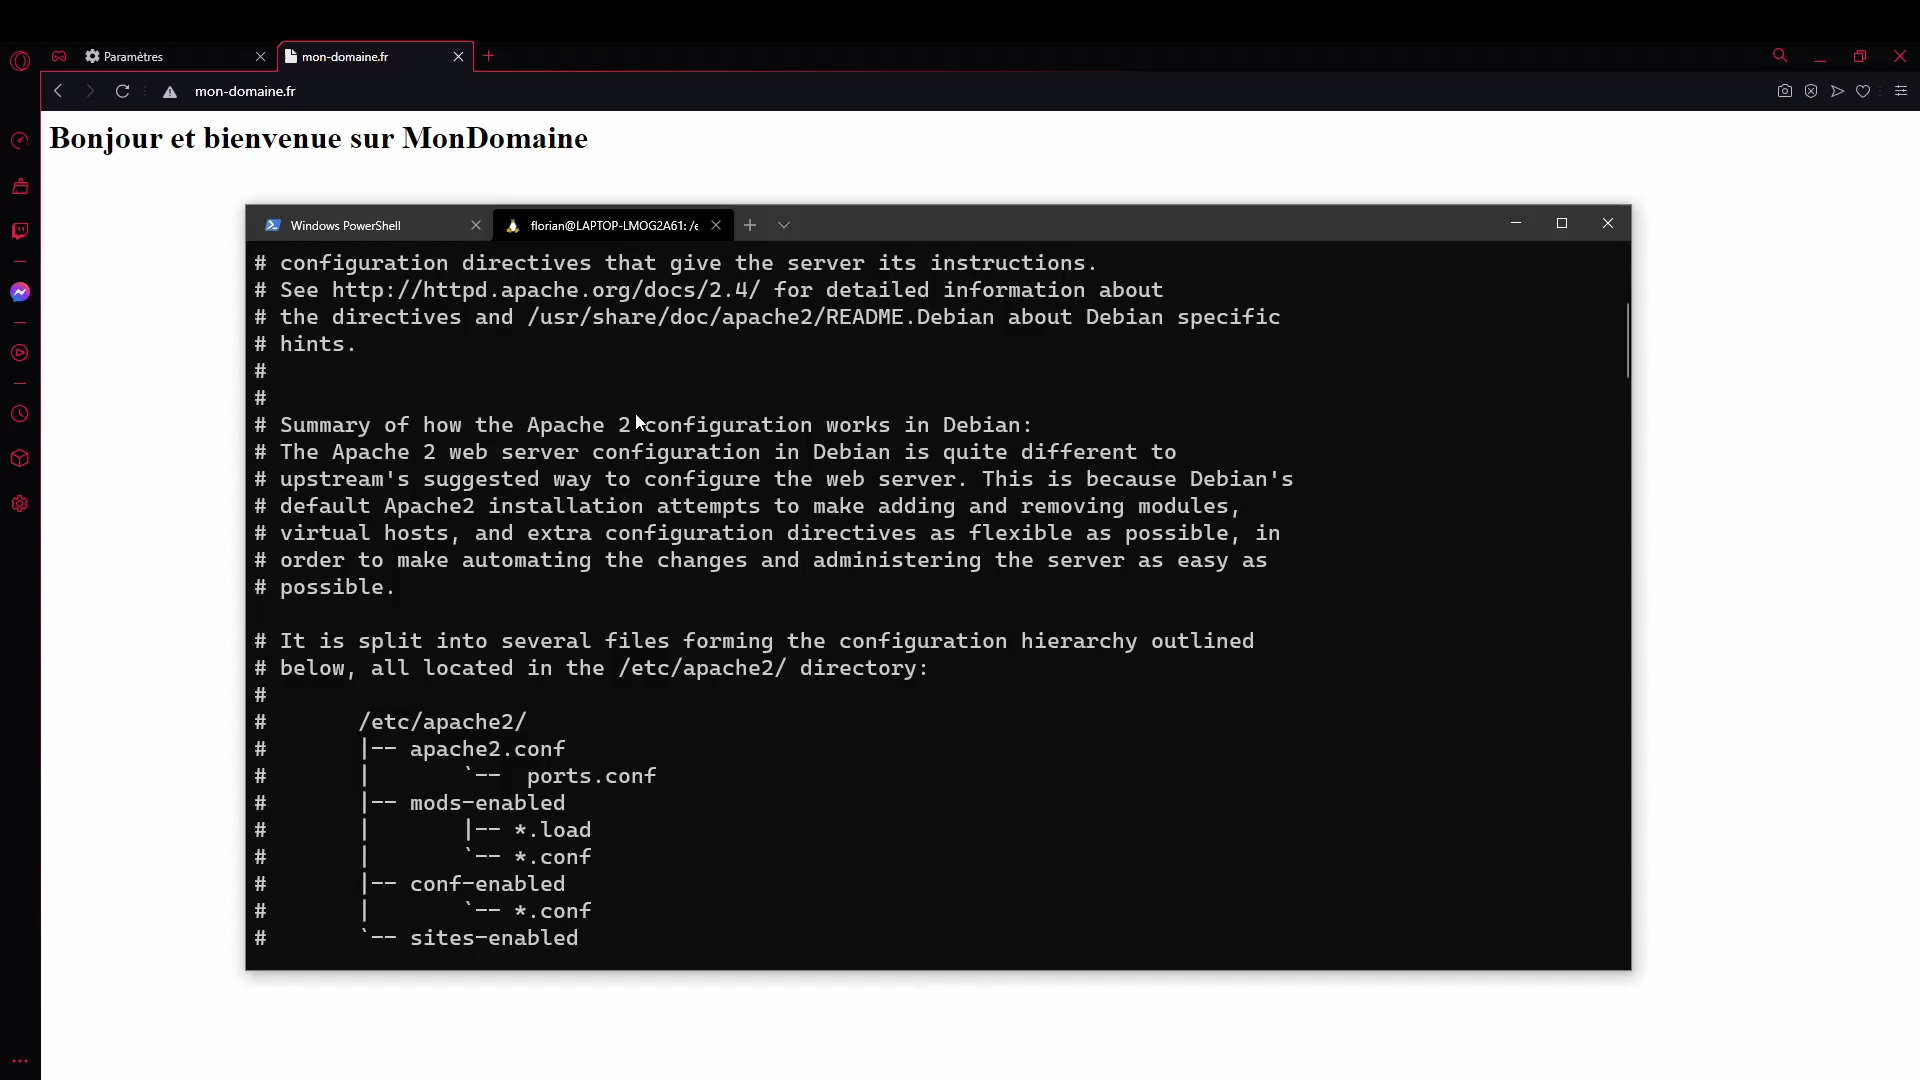 Paramètres
mon-domaine.fr
mon-domaine.fr
Bonjour et bienvenue sur MonDomaine
Windows PowerShell
florian@LAPTOP-LMOG2A61: /e
# configuration directives that give the server its instructions.
# See http://httpd.apache.org/docs/2.4/ for detailed information about
# the directives and /usr/share/doc/apache2/README.Debian about Debian specific
# hints.
#
#
# Summary of how the Apache 2 configuration works in Debian:
# The Apache 2 web server configuration in Debian is quite different to
# upstream's suggested way to configure the web server. This is because Debian's
# default Apache2 installation attempts to make adding and removing modules,
# virtual hosts, and extra configuration directives as flexible as possible, in
# order to make automating the changes and administering the server as easy as
# possible.
# It is split into several files forming the configuration hierarchy outlined
# below, all located in the /etc/apache2/ directory:
#
#       /etc/apache2/
#       |-- apache2.conf
#       |       `--  ports.conf
#       |-- mods-enabled
#       |       |-- *.load
#       |       `-- *.conf
#       |-- conf-enabled
#       |       `-- *.conf
#       `-- sites-enabled